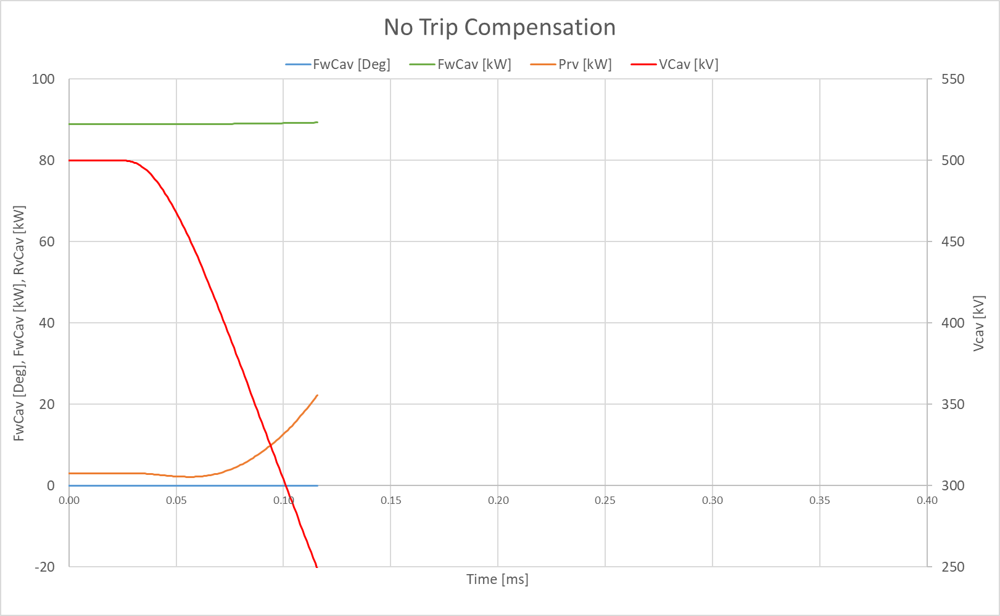 No Trip Compensation
FwCav [Deg] FwCav [kW] Prv [kW] VCav [kV]
100
80
60
40
20
0
-20
550
500
450
400
350
300
250
0.00 0.05 0.10 0.15 0.20 0.25 0.30 0.35 0.40
FwCav [Deg], FwCav [kW], RvCav [kW]
Vcav [kV]
Time [ms]